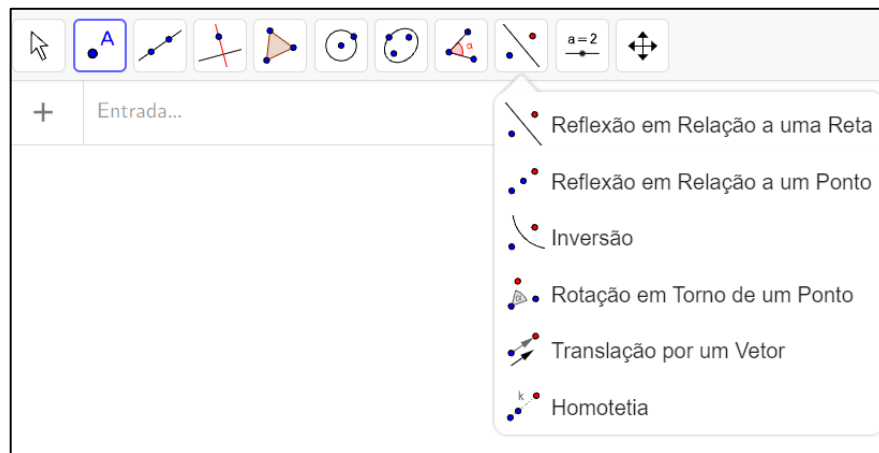 A
α
a=2
Entrada...
Reflexão em Relação a uma Reta
Reflexão em Relação a um Ponto
Inversão
α
Rotação em Torno de um Ponto
Translação por um Vetor
k
Homotetia